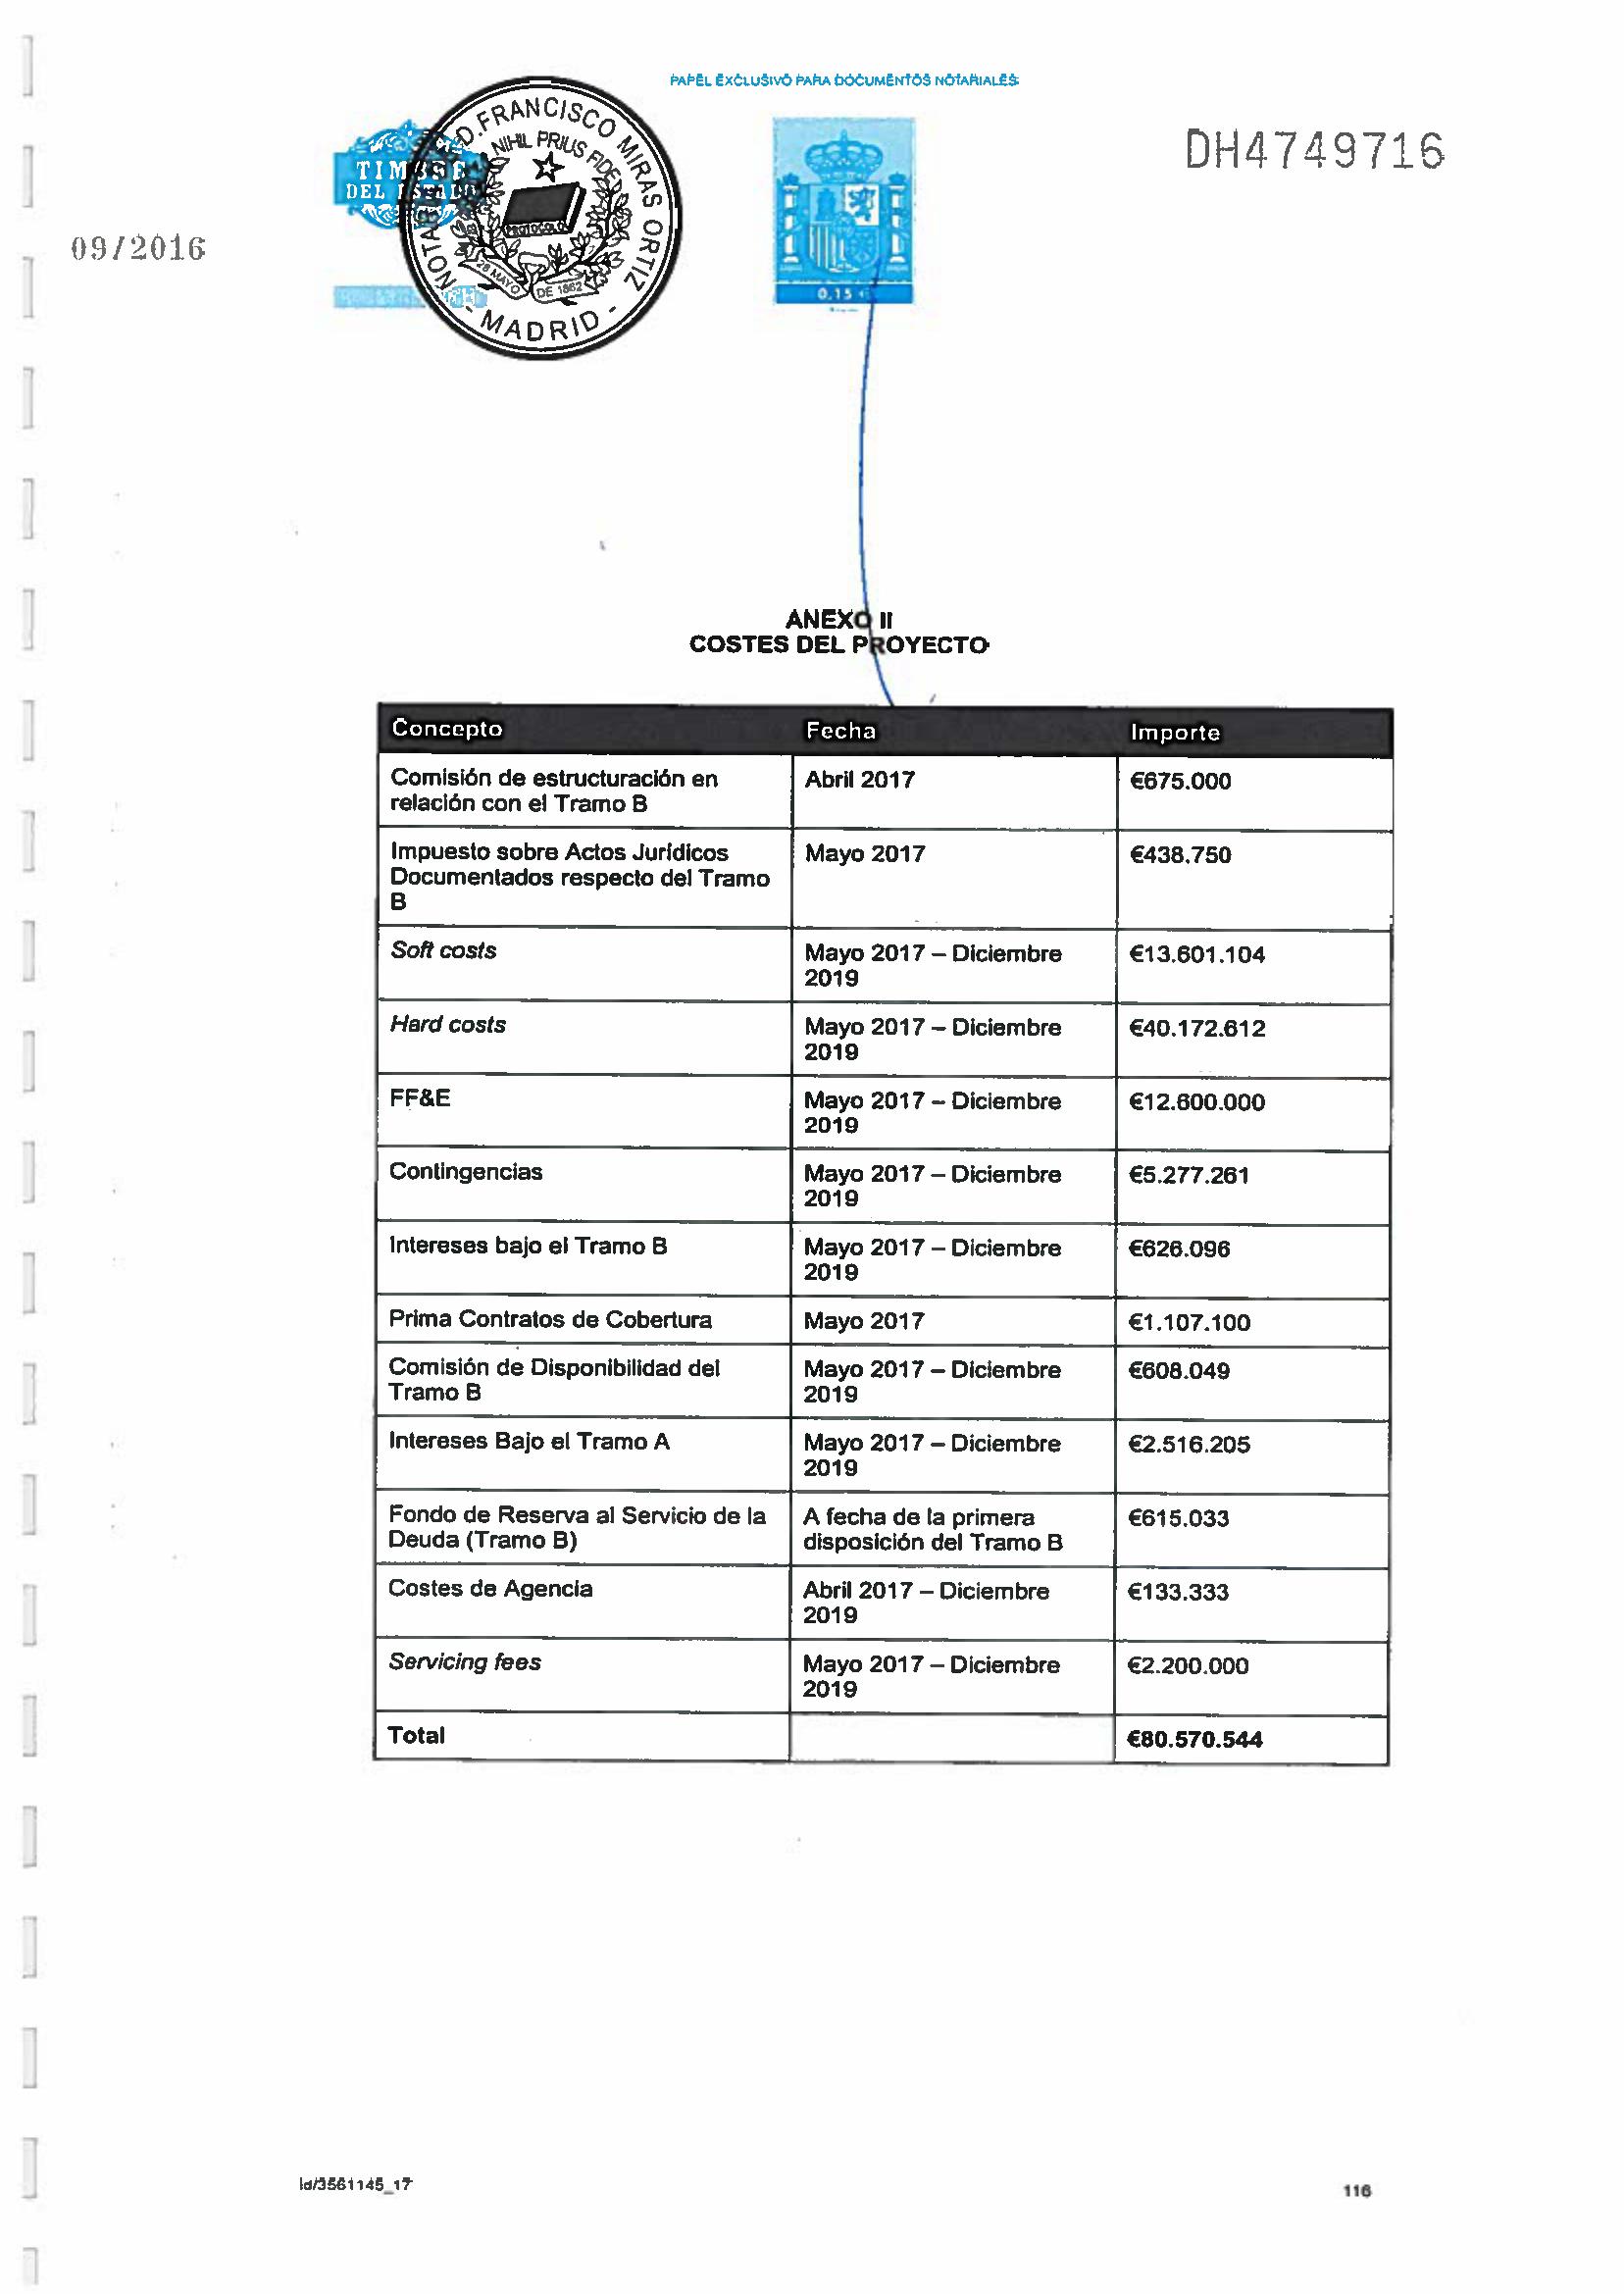 PAPEL EXCLUSIVO PARA DOCUMENTOS NOTARIALES
DH4749716
TIMBRE
DEL ESTADO
NOTARIA D. FRANCISCO MIRAS ORTIZ
NIHIL PRIUS FIDE
PROTOCOLO
28 MAYO DE 1862
- MADRID -
0,15 €
09/2016
ANEXO II
COSTES DEL PROYECTO
Concepto Fecha Importe
Comisión de estructuración en Abril 2017 €675.000
relación con el Tramo B
Impuesto sobre Actos Jurídicos Mayo 2017 €438.750
Documentados respecto del Tramo
B
Soft costs Mayo 2017 – Diciembre €13.601.104
2019
Hard costs Mayo 2017 – Diciembre €40.172.612
2019
FF&E Mayo 2017 – Diciembre €12.600.000
2019
Contingencias Mayo 2017 – Diciembre €5.277.261
2019
Intereses bajo el Tramo B Mayo 2017 – Diciembre €626.096
2019
Prima Contratos de Cobertura Mayo 2017 €1.107.100
Comisión de Disponibilidad del Mayo 2017 – Diciembre €608.049
Tramo B 2019
Intereses Bajo el Tramo A Mayo 2017 – Diciembre €2.516.205
2019
Fondo de Reserva al Servicio de la A fecha de la primera €615.033
Deuda (Tramo B) disposición del Tramo B
Costes de Agencia Abril 2017 – Diciembre €133.333
2019
Servicing fees Mayo 2017 – Diciembre €2.200.000
2019
Total €80.570.544
ld/3561145_17
116